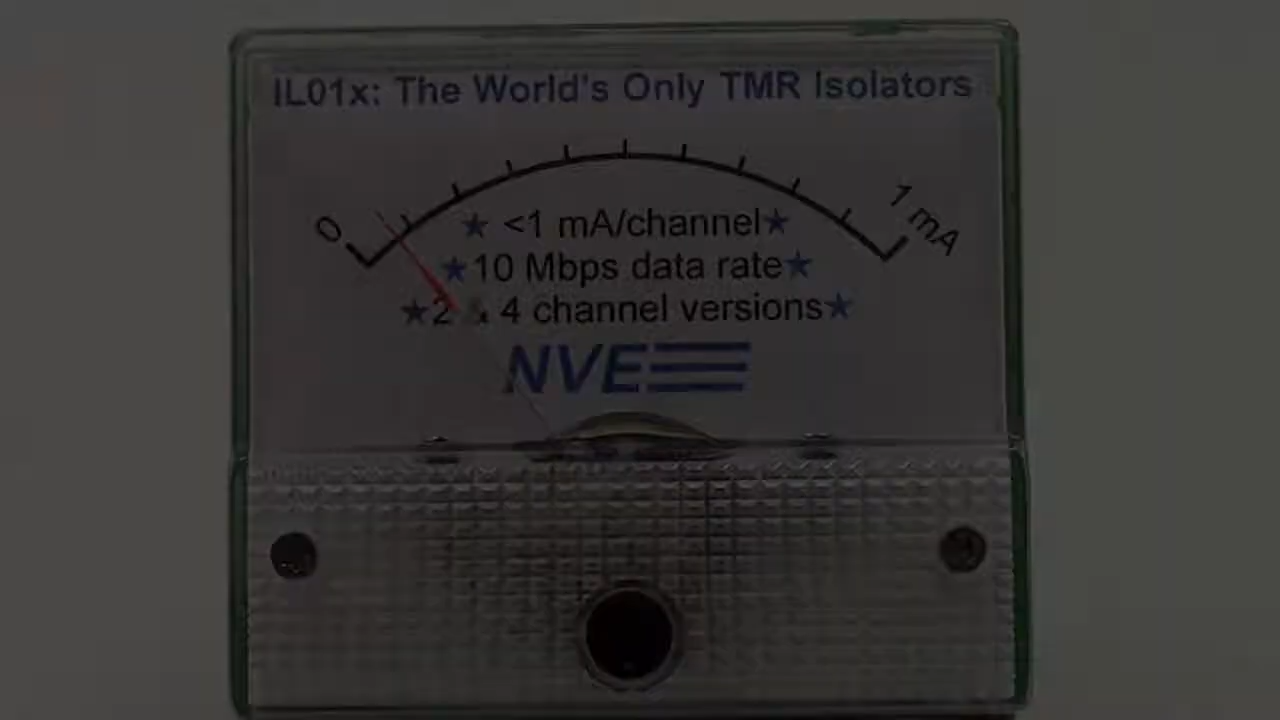 IL01x: The World's Only TMR Isolators
0
1 mA
★ <1 mA/channel★
★10 Mbps data rate★
★2 & 4 channel versions★
NVE